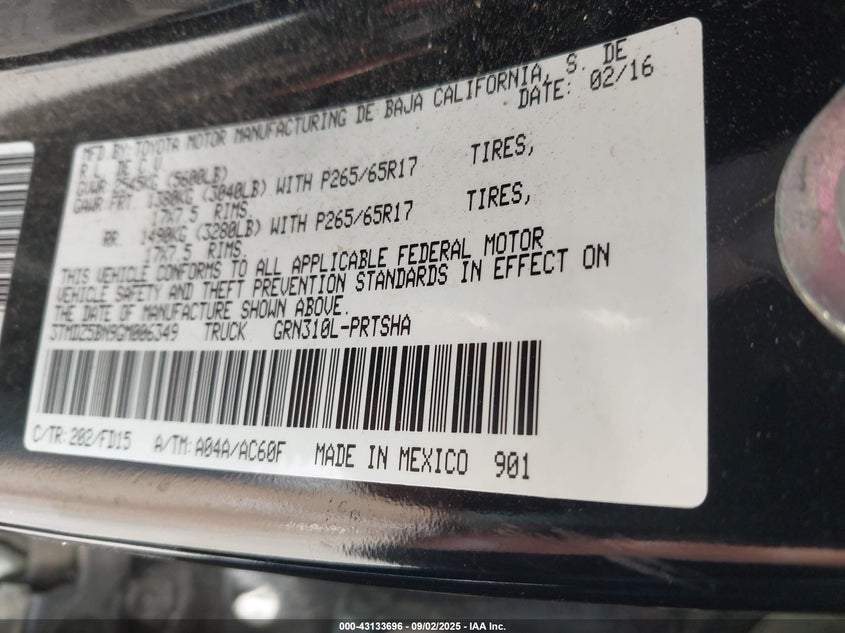 MFD.BY:TOYOTA MOTOR MANUFACTURING DE BAJA CALIFORNIA, S. DE
R.L. DE C.V. DATE: 02/16
GVWR 2545KG (5600LB)
GAWR FRT. 1380KG (3040LB) WITH P265/65R17 TIRES,
17X7.5 RIMS.
RR. 1490KG (3280LB) WITH P265/65R17 TIRES,
17X7.5 RIMS.
THIS VEHICLE CONFORMS TO ALL APPLICABLE FEDERAL MOTOR
VEHICLE SAFETY AND THEFT PREVENTION STANDARDS IN EFFECT ON
THE DATE OF MANUFACTURE SHOWN ABOVE.
3TMDZ5BN9GM006349 TRUCK GRN310L-PRTSHA
C/TR: 202/FD15 A/TM: A04A/AC60F MADE IN MEXICO 901
000-43133696 - 09/02/2025 - IAA Inc.